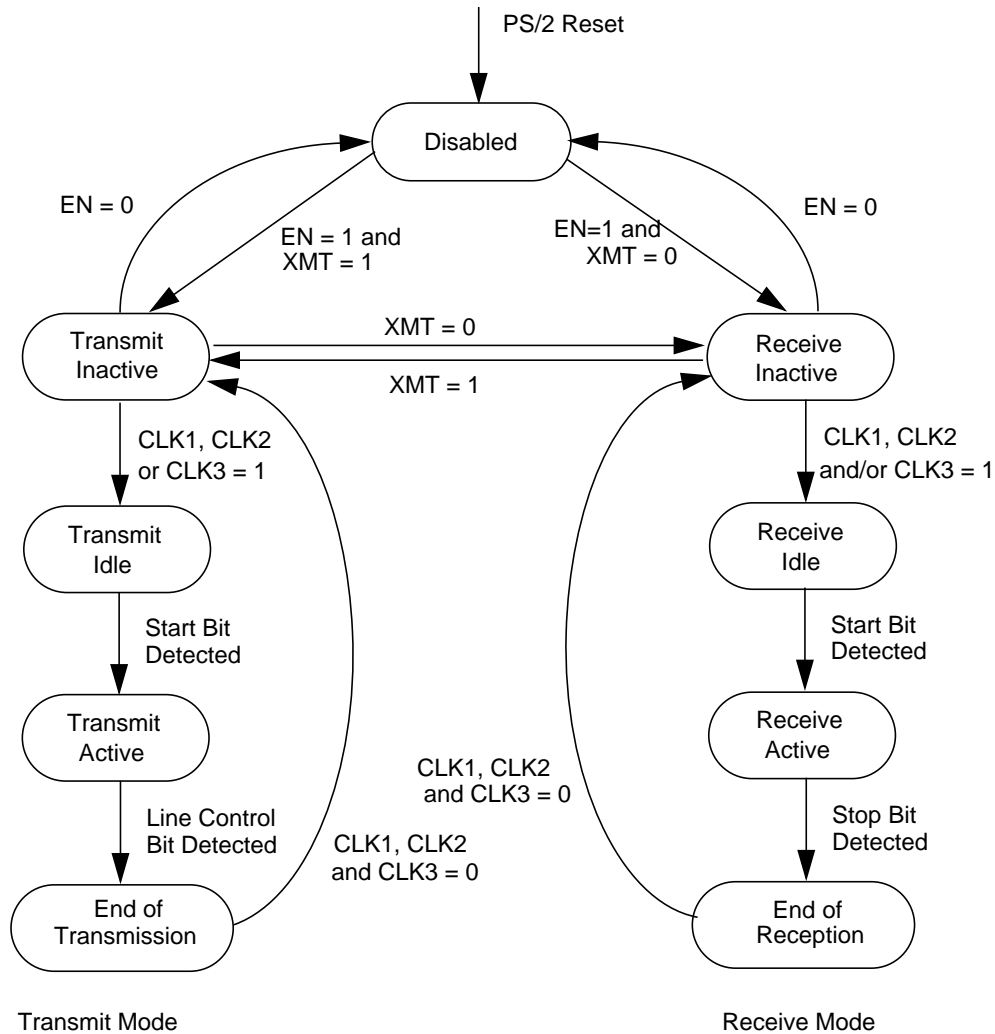 PS/2 Reset
Disabled
EN = 0
EN = 1 and
XMT = 1
EN=1 and
XMT = 0
EN = 0
Transmit
Inactive
XMT = 0
XMT = 1
Receive
Inactive
CLK1, CLK2
or CLK3 = 1
CLK1, CLK2
and/or CLK3 = 1
Transmit
Idle
Receive
Idle
Start Bit
Detected
Start Bit
Detected
Transmit
Active
Receive
Active
CLK1, CLK2
and CLK3 = 0
Line Control
Bit Detected
CLK1, CLK2
and CLK3 = 0
Stop Bit
Detected
End of
Transmission
End of
Reception
Transmit Mode
Receive Mode